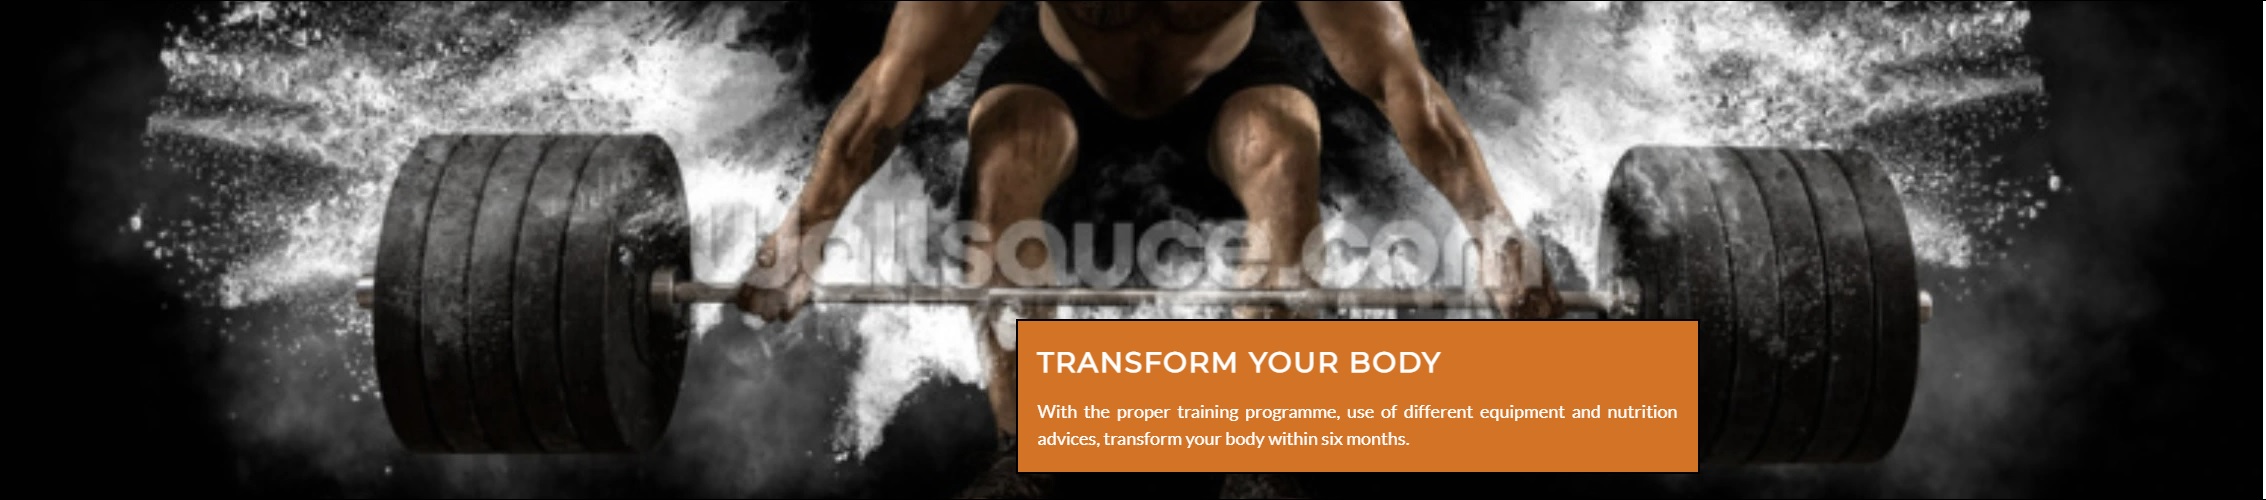 wallsauce.com
TRANSFORM YOUR BODY
With the proper training programme, use of different equipment and nutrition
advices, transform your body within six months.